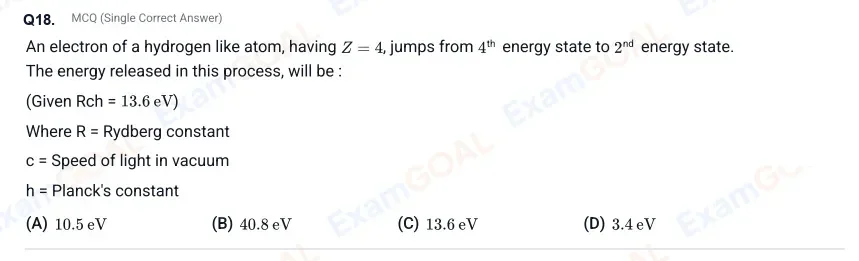 Q18. MCQ (Single Correct Answer)
An electron of a hydrogen like atom, having Z = 4, jumps from 4th energy state to 2nd energy state.
The energy released in this process, will be :
(Given Rch = 13.6 eV)
Where R = Rydberg constant
c = Speed of light in vacuum
h = Planck's constant
(A) 10.5 eV (B) 40.8 eV (C) 13.6 eV (D) 3.4 eV
ExamGOAL